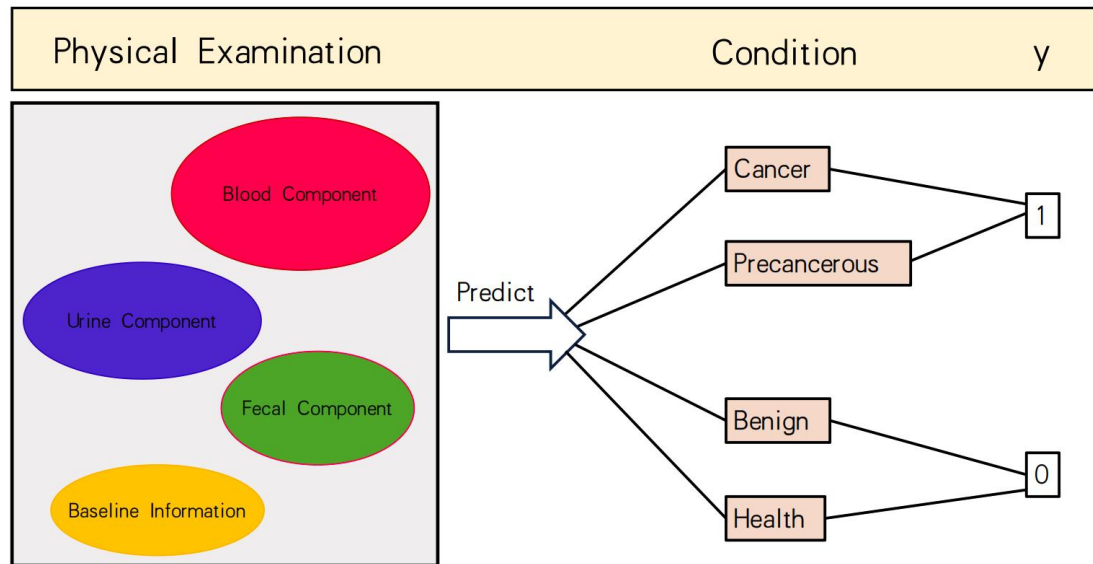 Physical Examination
Condition
y
Blood Component
Urine Component
Fecal Component
Baseline Information
Predict
Cancer
Precancerous
Benign
Health
1
0